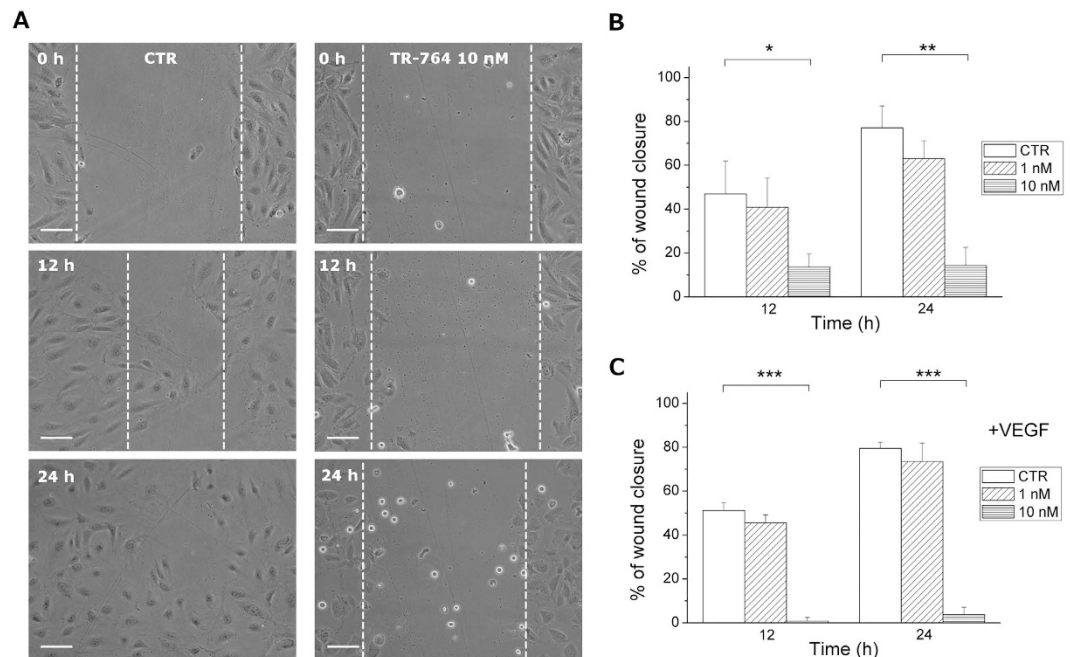 A
0 h
CTR
0 h
TR-764 10 nM
12 h
12 h
24 h
24 h
B
*
**
100
80
60
40
20
0
% of wound closure
12
24
Time (h)
CTR
1 nM
10 nM
C
***
***
+VEGF
100
80
60
40
20
0
% of wound closure
12
24
Time (h)
CTR
1 nM
10 nM